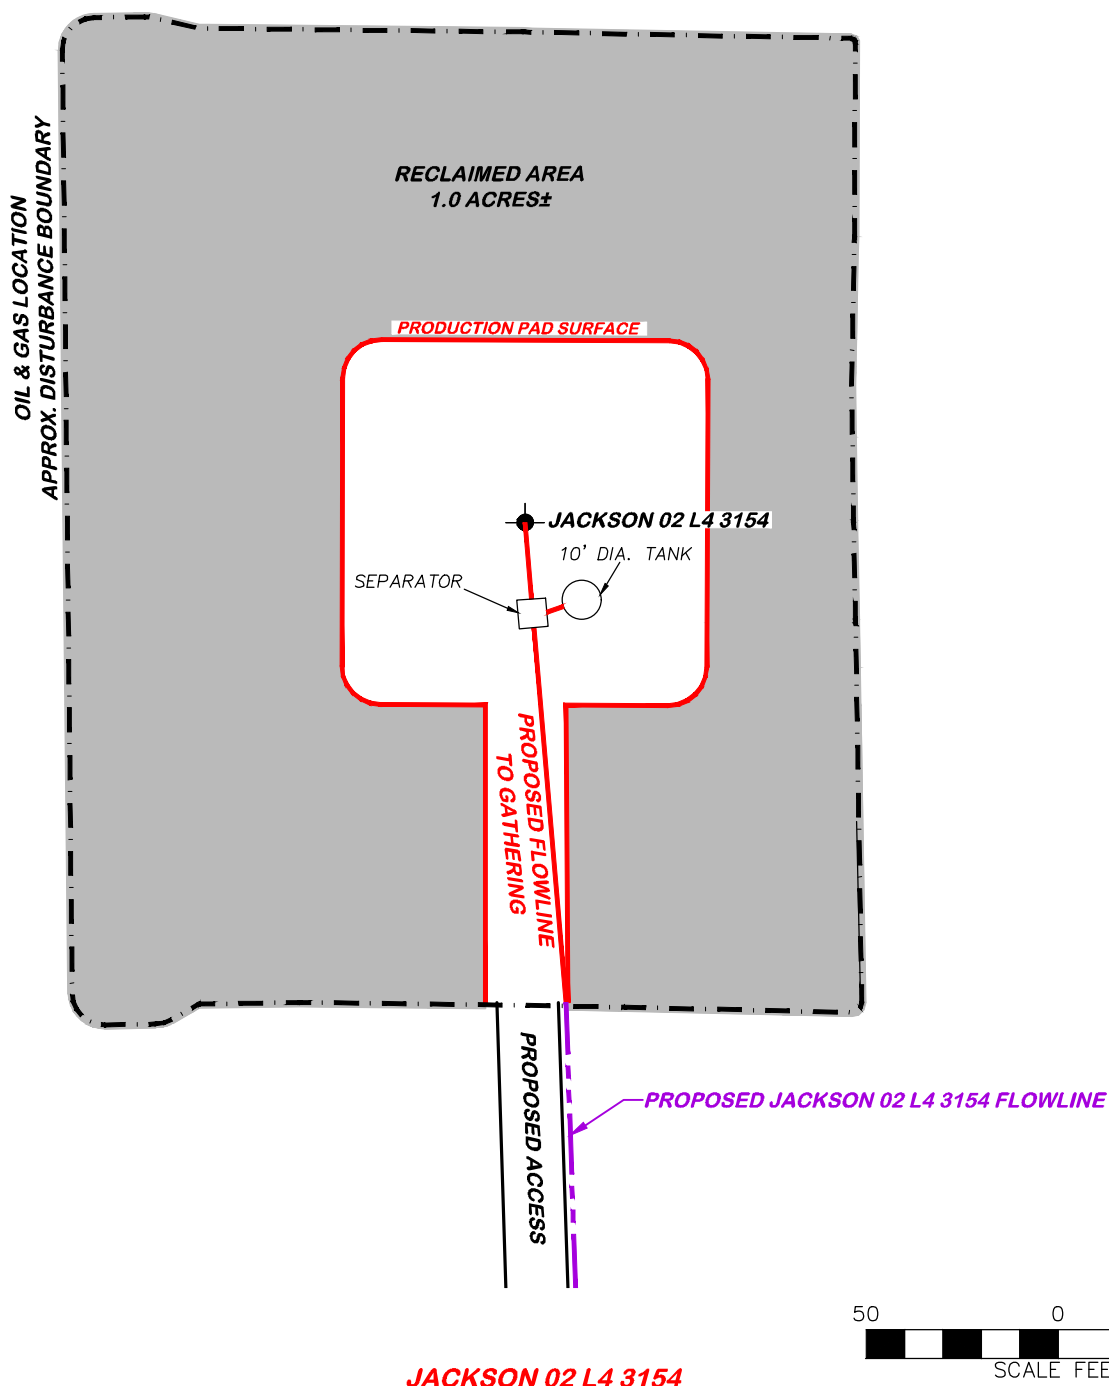 RECLAIMED AREA
1.0 ACRES±
OIL & GAS LOCATION
APPROX. DISTURBANCE BOUNDARY
PRODUCTION PAD SURFACE
JACKSON 02 L4 3154
10' DIA. TANK
SEPARATOR
PROPOSED FLOWLINE
TO GATHERING
PROPOSED ACCESS
PROPOSED JACKSON 02 L4 3154 FLOWLINE
50 0
SCALE FEE
JACKSON 02 L4 3154